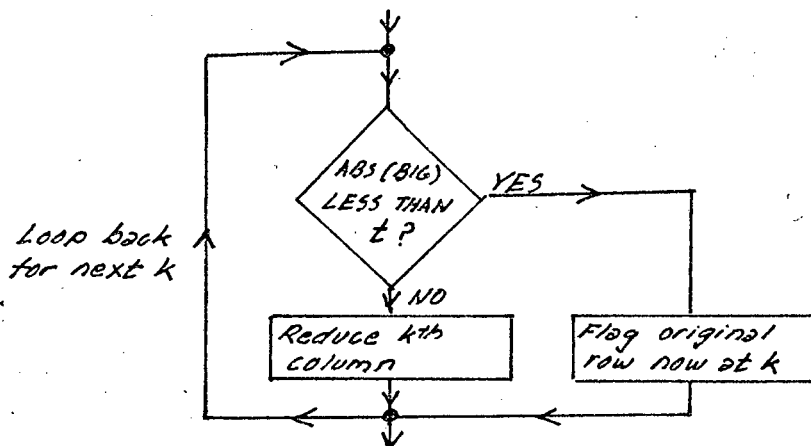 ABS (BIG)
LESS THAN
t ?
YES
Loop back
for next k
NO
Reduce kth
column
Flag original
row now at k